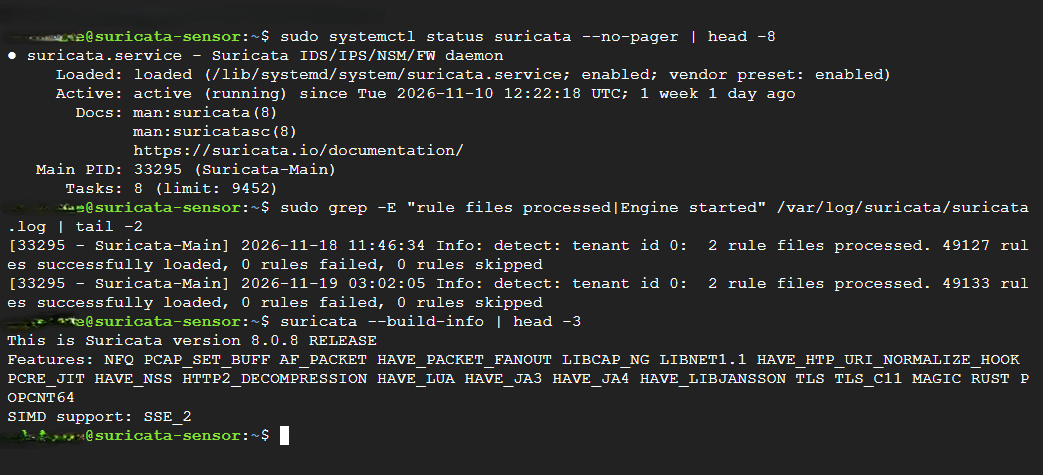 e@suricata-sensor:~$ sudo systemctl status suricata --no-pager | head -8
● suricata.service - Suricata IDS/IPS/NSM/FW daemon
     Loaded: loaded (/lib/systemd/system/suricata.service; enabled; vendor preset: enabled)
     Active: active (running) since Tue 2026-11-10 12:22:18 UTC; 1 week 1 day ago
       Docs: man:suricata(8)
             man:suricatasc(8)
             https://suricata.io/documentation/
   Main PID: 33295 (Suricata-Main)
      Tasks: 8 (limit: 9452)
e@suricata-sensor:~$ sudo grep -E "rule files processed|Engine started" /var/log/suricata/suricata
.log | tail -2
[33295 - Suricata-Main] 2026-11-18 11:46:34 Info: detect: tenant id 0:  2 rule files processed. 49127 rul
es successfully loaded, 0 rules failed, 0 rules skipped
[33295 - Suricata-Main] 2026-11-19 03:02:05 Info: detect: tenant id 0:  2 rule files processed. 49133 rul
es successfully loaded, 0 rules failed, 0 rules skipped
e@suricata-sensor:~$ suricata --build-info | head -3
This is Suricata version 8.0.8 RELEASE
Features: NFQ PCAP_SET_BUFF AF_PACKET HAVE_PACKET_FANOUT LIBCAP_NG LIBNET1.1 HAVE_HTP_URI_NORMALIZE_HOOK
PCRE_JIT HAVE_NSS HTTP2_DECOMPRESSION HAVE_LUA HAVE_JA3 HAVE_JA4 HAVE_LIBJANSSON TLS TLS_C11 MAGIC RUST P
OPCNT64
SIMD support: SSE_2
@suricata-sensor:~$